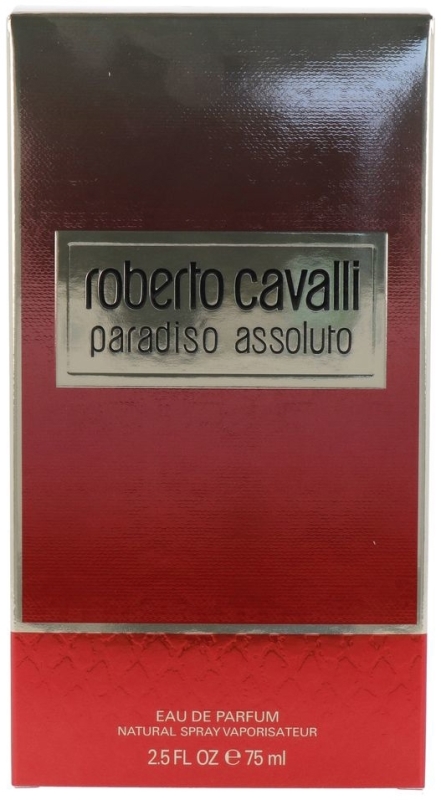 roberto cavalli
paradiso assoluto
EAU DE PARFUM
NATURAL SPRAY VAPORISATEUR
2.5 FL OZ ℮ 75 ml